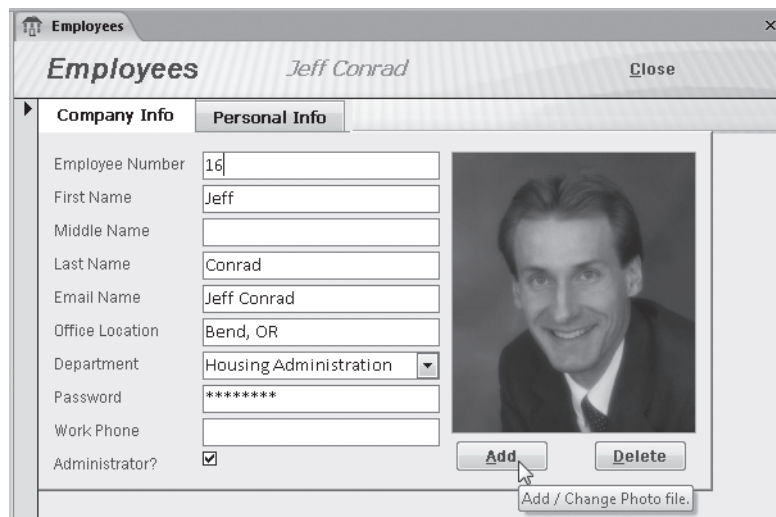 Employees
Employees Jeff Conrad Close
Company Info Personal Info
Employee Number 16
First Name Jeff
Middle Name
Last Name Conrad
Email Name Jeff Conrad
Office Location Bend, OR
Department Housing Administration
Password ********
Work Phone
Administrator?
Add Delete
Add / Change Photo file.